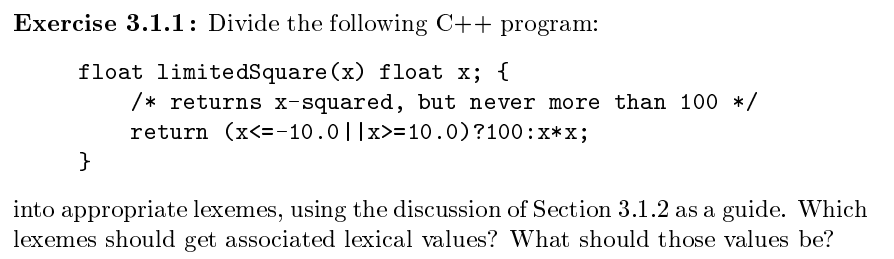 Exercise 3.1.1: Divide the following C++ program:
float limitedSquare(x) float x; {
/* returns x-squared, but never more than 100 */
return (x<=-10.0||x>=10.0)?100:x*x;
}
into appropriate lexemes, using the discussion of Section 3.1.2 as a guide. Which
lexemes should get associated lexical values? What should those values be?